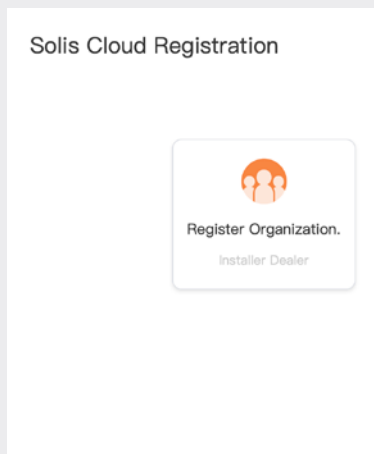 Solis Cloud Registration
Register Organization.
Installer Dealer